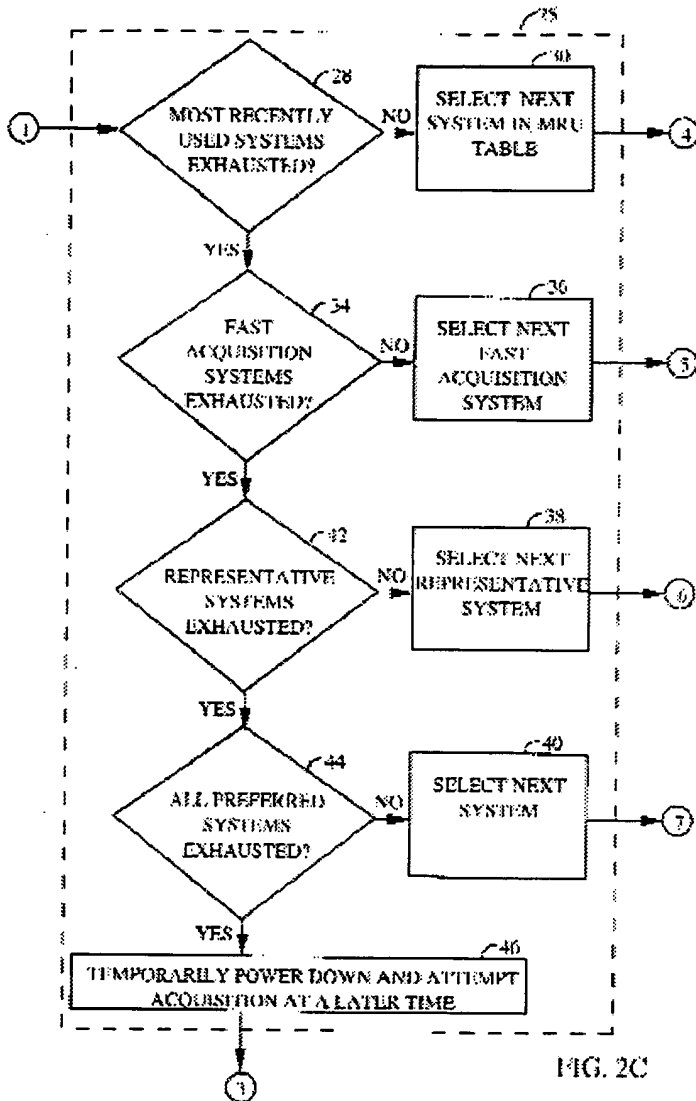 25
28
30
MOST RECENTLY
USED SYSTEMS
EXHAUSTED?
NO
SELECT NEXT
SYSTEM IN MRU
TABLE
1
4
YES
34
36
FAST
ACQUISITION
SYSTEMS
EXHAUSTED?
NO
SELECT NEXT
FAST
ACQUISITION
SYSTEM
5
YES
42
38
REPRESENTATIVE
SYSTEMS
EXHAUSTED?
NO
SELECT NEXT
REPRESENTATIVE
SYSTEM
6
YES
44
40
ALL PREFERRED
SYSTEMS
EXHAUSTED?
NO
SELECT NEXT
SYSTEM
7
YES
46
TEMPORARILY POWER DOWN AND ATTEMPT
ACQUISITION AT A LATER TIME
3
FIG. 2C